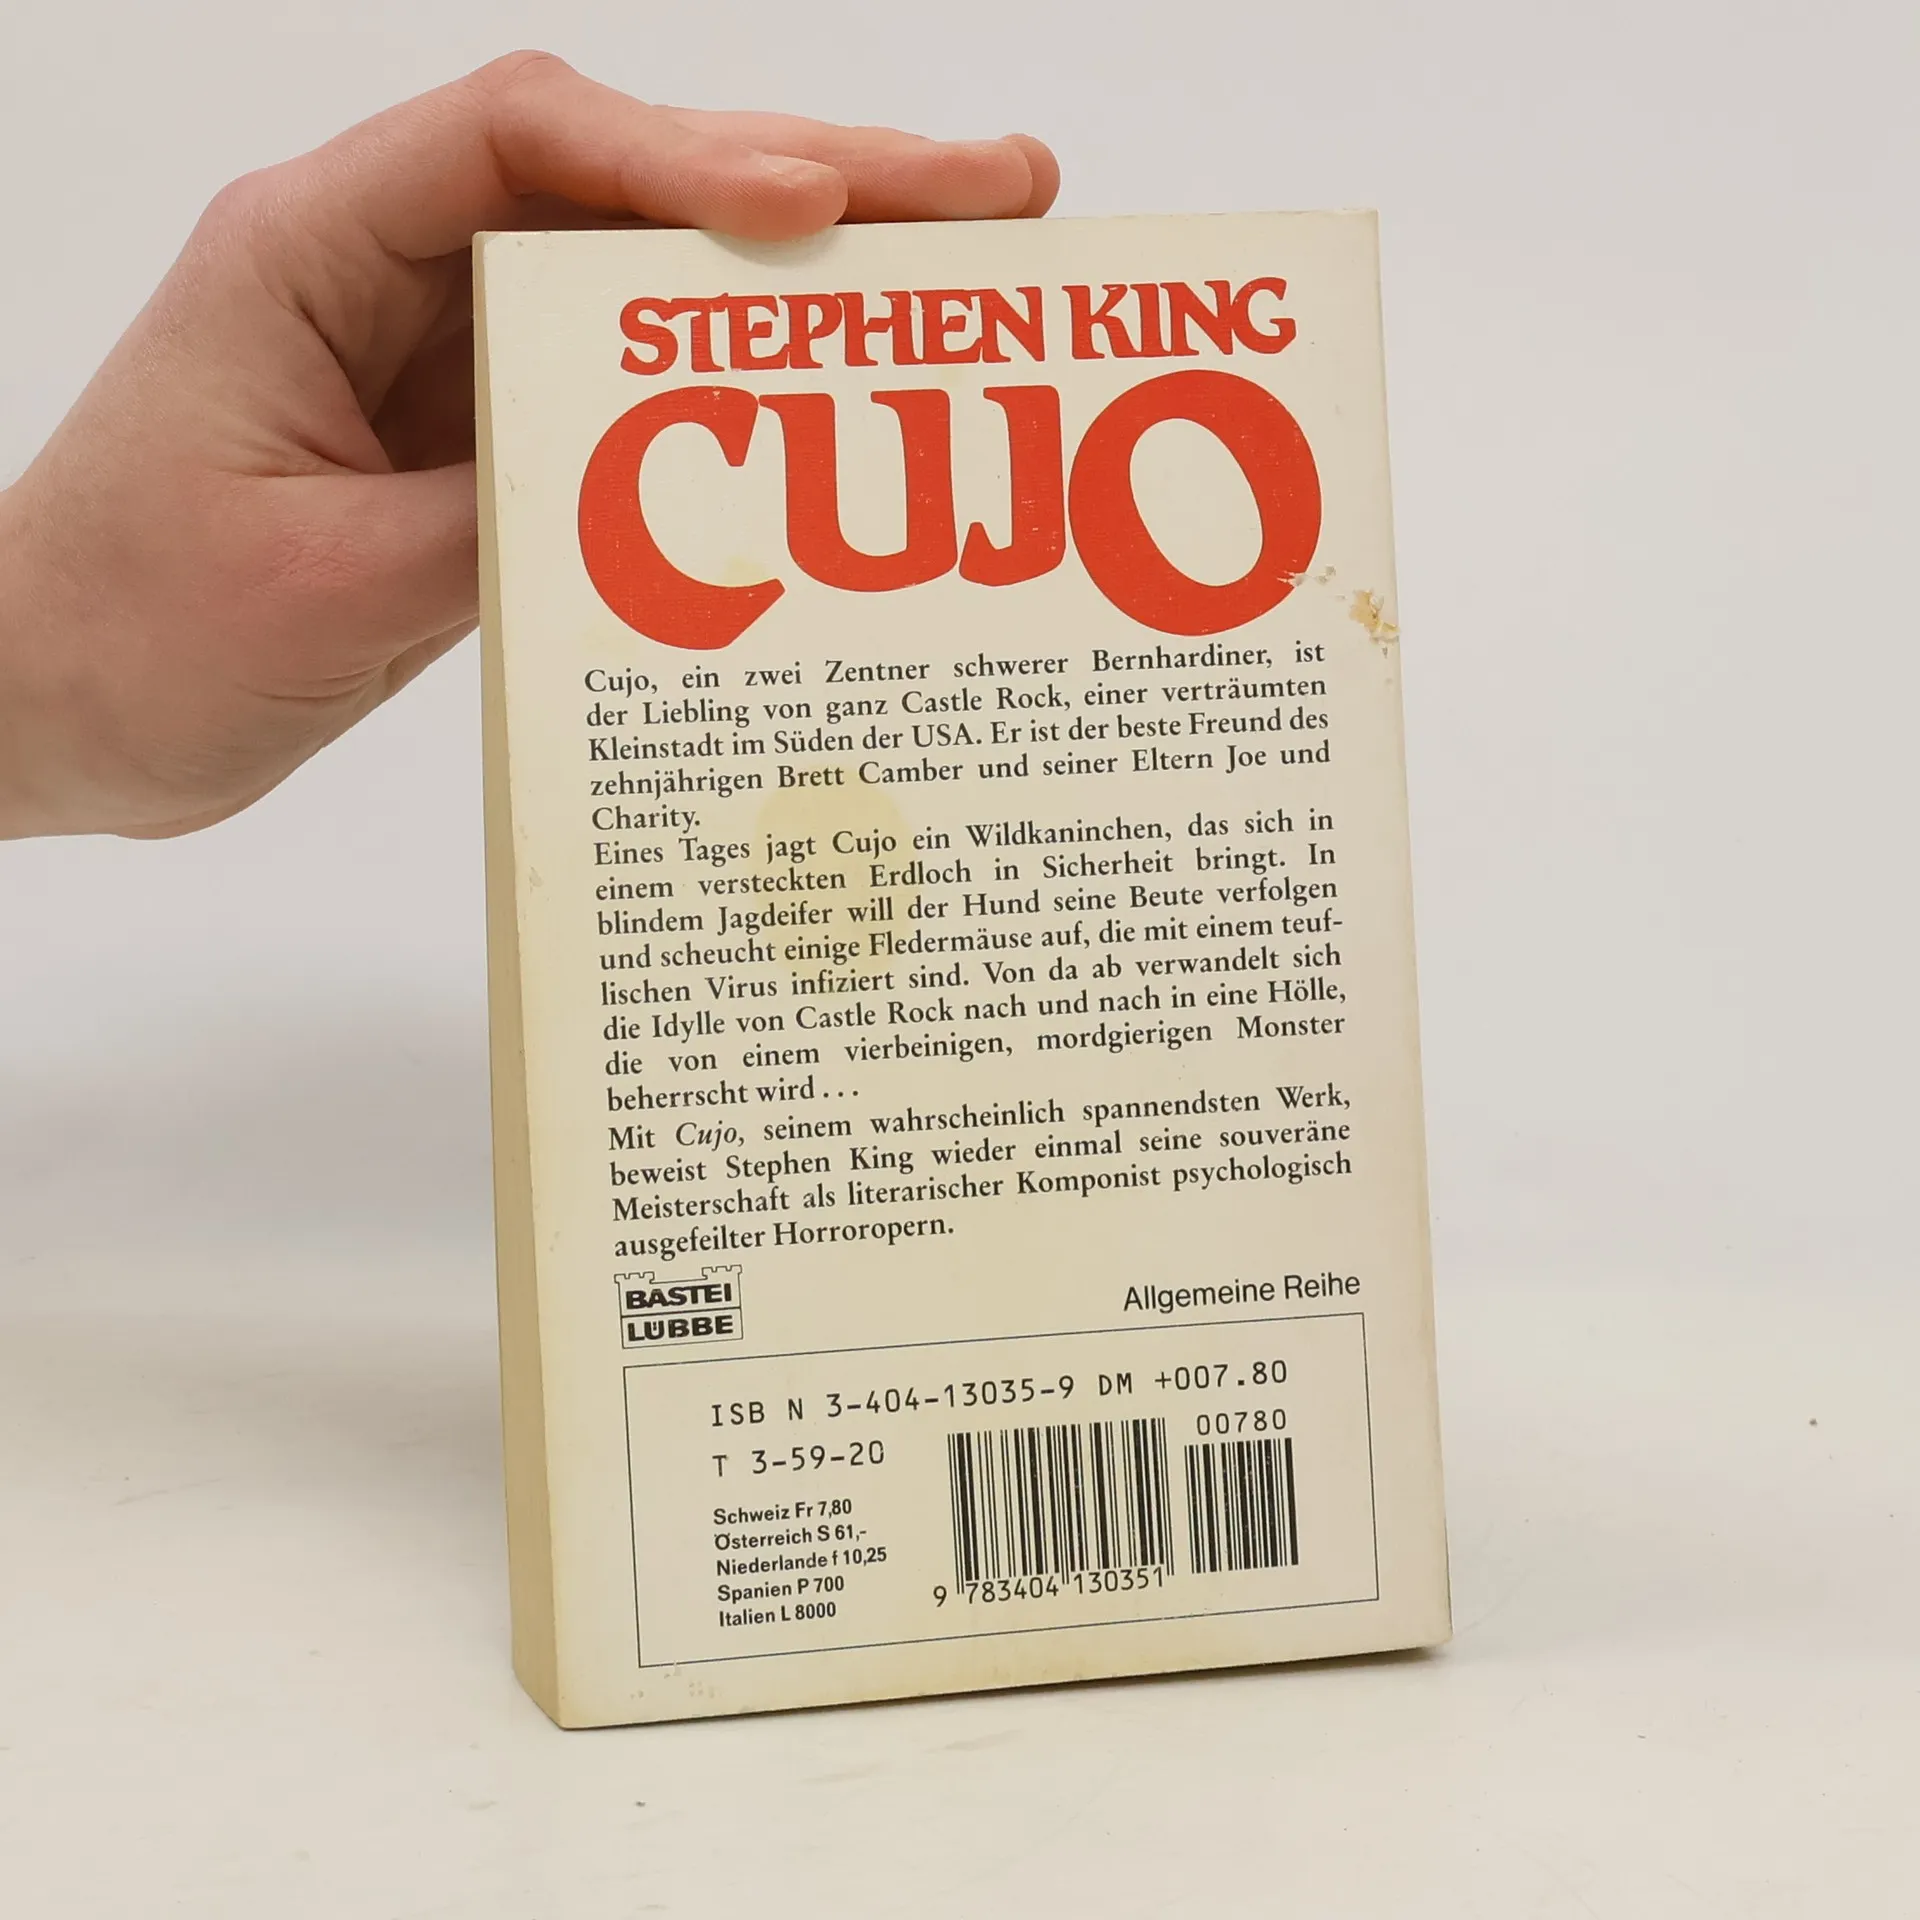 STEPHEN KING
CUJO
Cujo, ein zwei Zentner schwerer Bernhardiner, ist
der Liebling von ganz Castle Rock, einer verträumten
Kleinstadt im Süden der USA. Er ist der beste Freund des
zehnjährigen Brett Camber und seiner Eltern Joe und
Charity.
Eines Tages jagt Cujo ein Wildkaninchen, das sich in
einem versteckten Erdloch in Sicherheit bringt. In
blindem Jagdeifer will der Hund seine Beute verfolgen
und scheucht einige Fledermäuse auf, die mit einem teuf-
lischen Virus infiziert sind. Von da ab verwandelt sich
die Idylle von Castle Rock nach und nach in eine Hölle,
die von einem vierbeinigen, mordgierigen Monster
beherrscht wird...
Mit Cujo, seinem wahrscheinlich spannendsten Werk,
beweist Stephen King wieder einmal seine souveräne
Meisterschaft als literarischer Komponist psychologisch
ausgefeilter Horroropern.
BASTEI
LÜBBE
Allgemeine Reihe
ISB N 3-404-13035-9 DM +007.80
T 3-59-20
00780
Schweiz Fr 7,80
Österreich S 61,-
Niederlande f 10,25
Spanien P 700
Italien L 8000
9 783404 130351